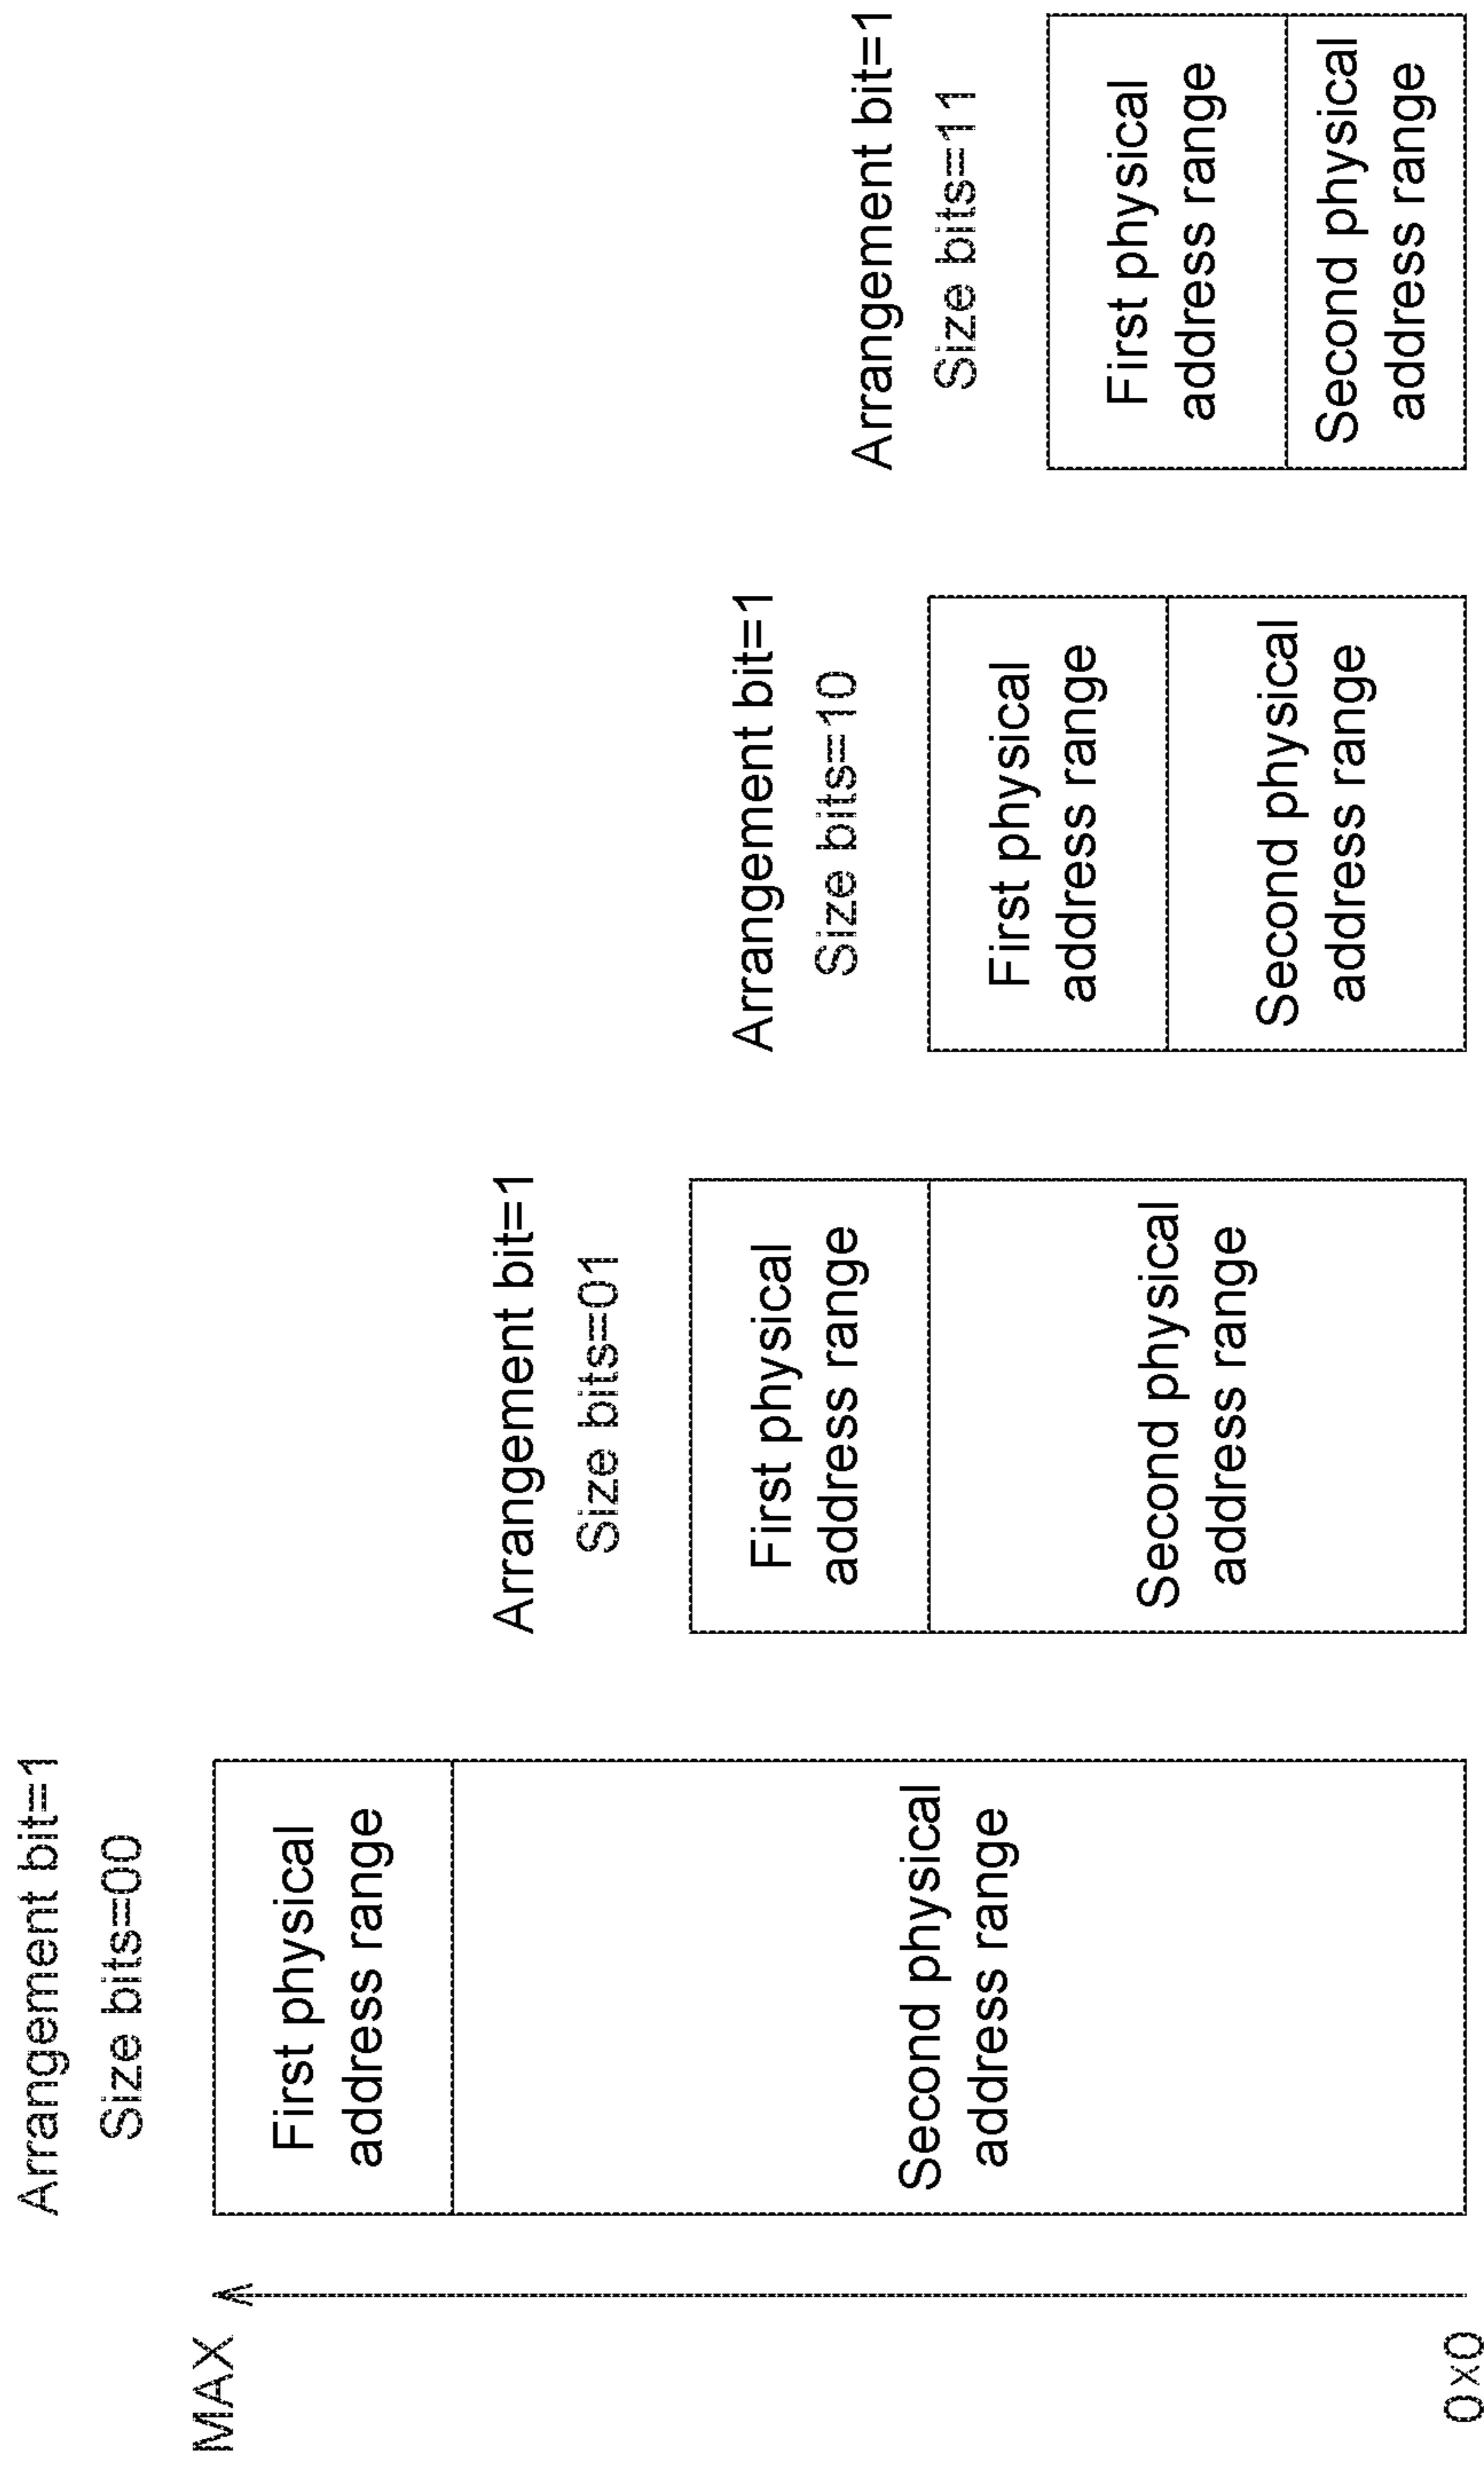 Arrangement bit=1
Size bits=00
First physical
address range
Second physical
address range
Arrangement bit=1
Size bits=01
First physical
address range
Second physical
address range
Arrangement bit=1
Size bits=10
First physical
address range
Second physical
address range
Arrangement bit=1
Size bits=11
First physical
address range
Second physical
address range
MAX
0×0